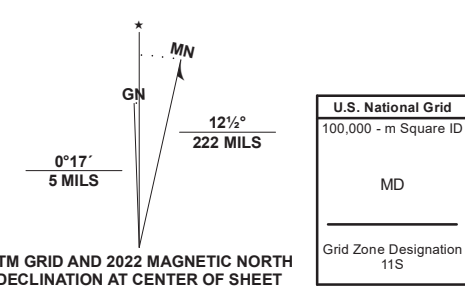 MN
GN
12½°
222 MILS
0°17´
5 MILS
TM GRID AND 2022 MAGNETIC NORTH
DECLINATION AT CENTER OF SHEET
U.S. National Grid
100,000 - m Square ID
MD
Grid Zone Designation
11S